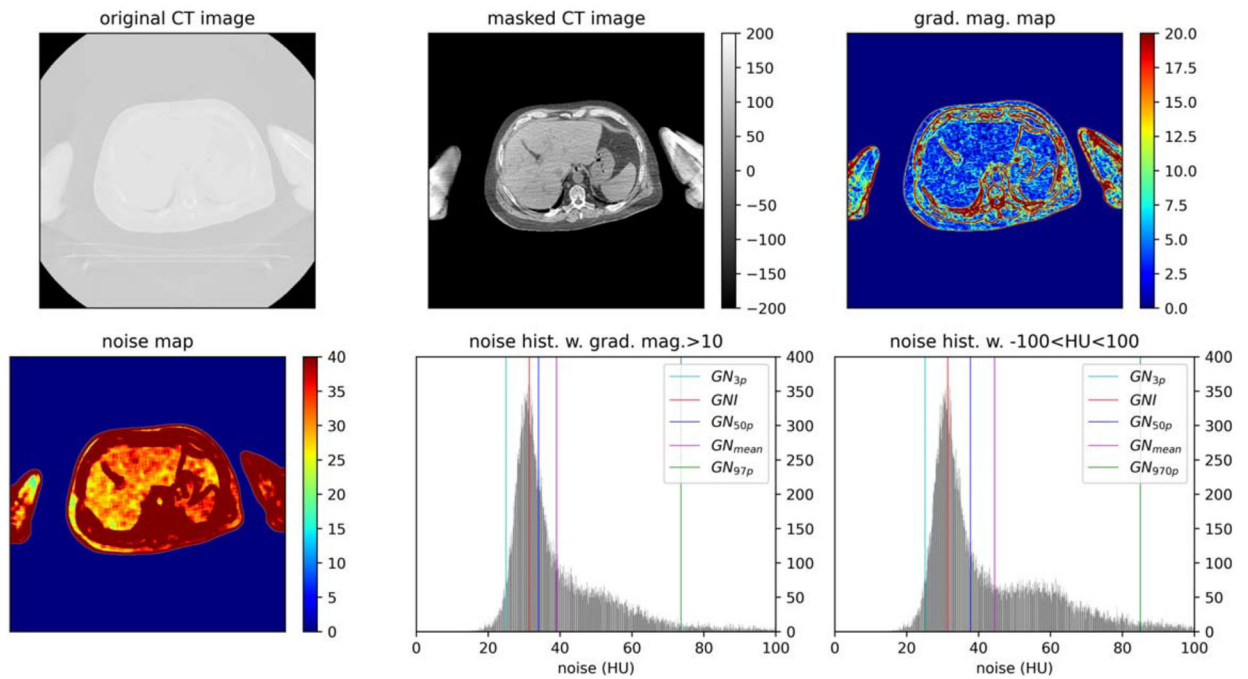 original CT image
masked CT image
grad. mag. map
200
150
100
50
0
−50
−100
−150
−200
20.0
17.5
15.0
12.5
10.0
7.5
5.0
2.5
0.0
noise map
noise hist. w. grad. mag.>10
noise hist. w. -100<HU<100
40
35
30
25
20
15
10
5
0
GN3p
GNI
GN50p
GNmean
GN97p
400
350
300
250
200
150
100
50
0
0 20 40 60 80 100
noise (HU)
GN3p
GNI
GN50p
GNmean
GN970p
400
350
300
250
200
150
100
50
0
0 20 40 60 80 100
noise (HU)